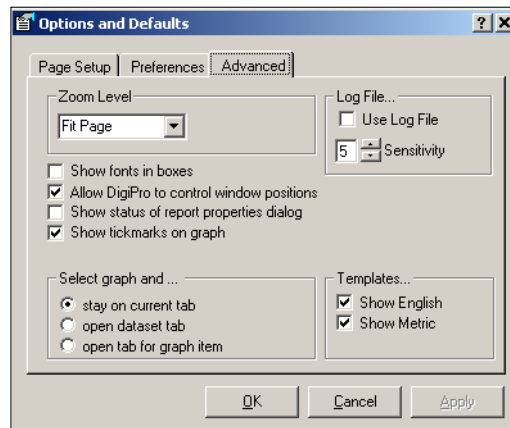 Options and Defaults
Page Setup
Preferences
Advanced
Zoom Level
Fit Page
Log File...
Use Log File
5 Sensitivity
Show fonts in boxes
Allow DigiPro to control window positions
Show status of report properties dialog
Show tickmarks on graph
Select graph and ...
stay on current tab
open dataset tab
open tab for graph item
Templates...
Show English
Show Metric
OK
Cancel
Apply